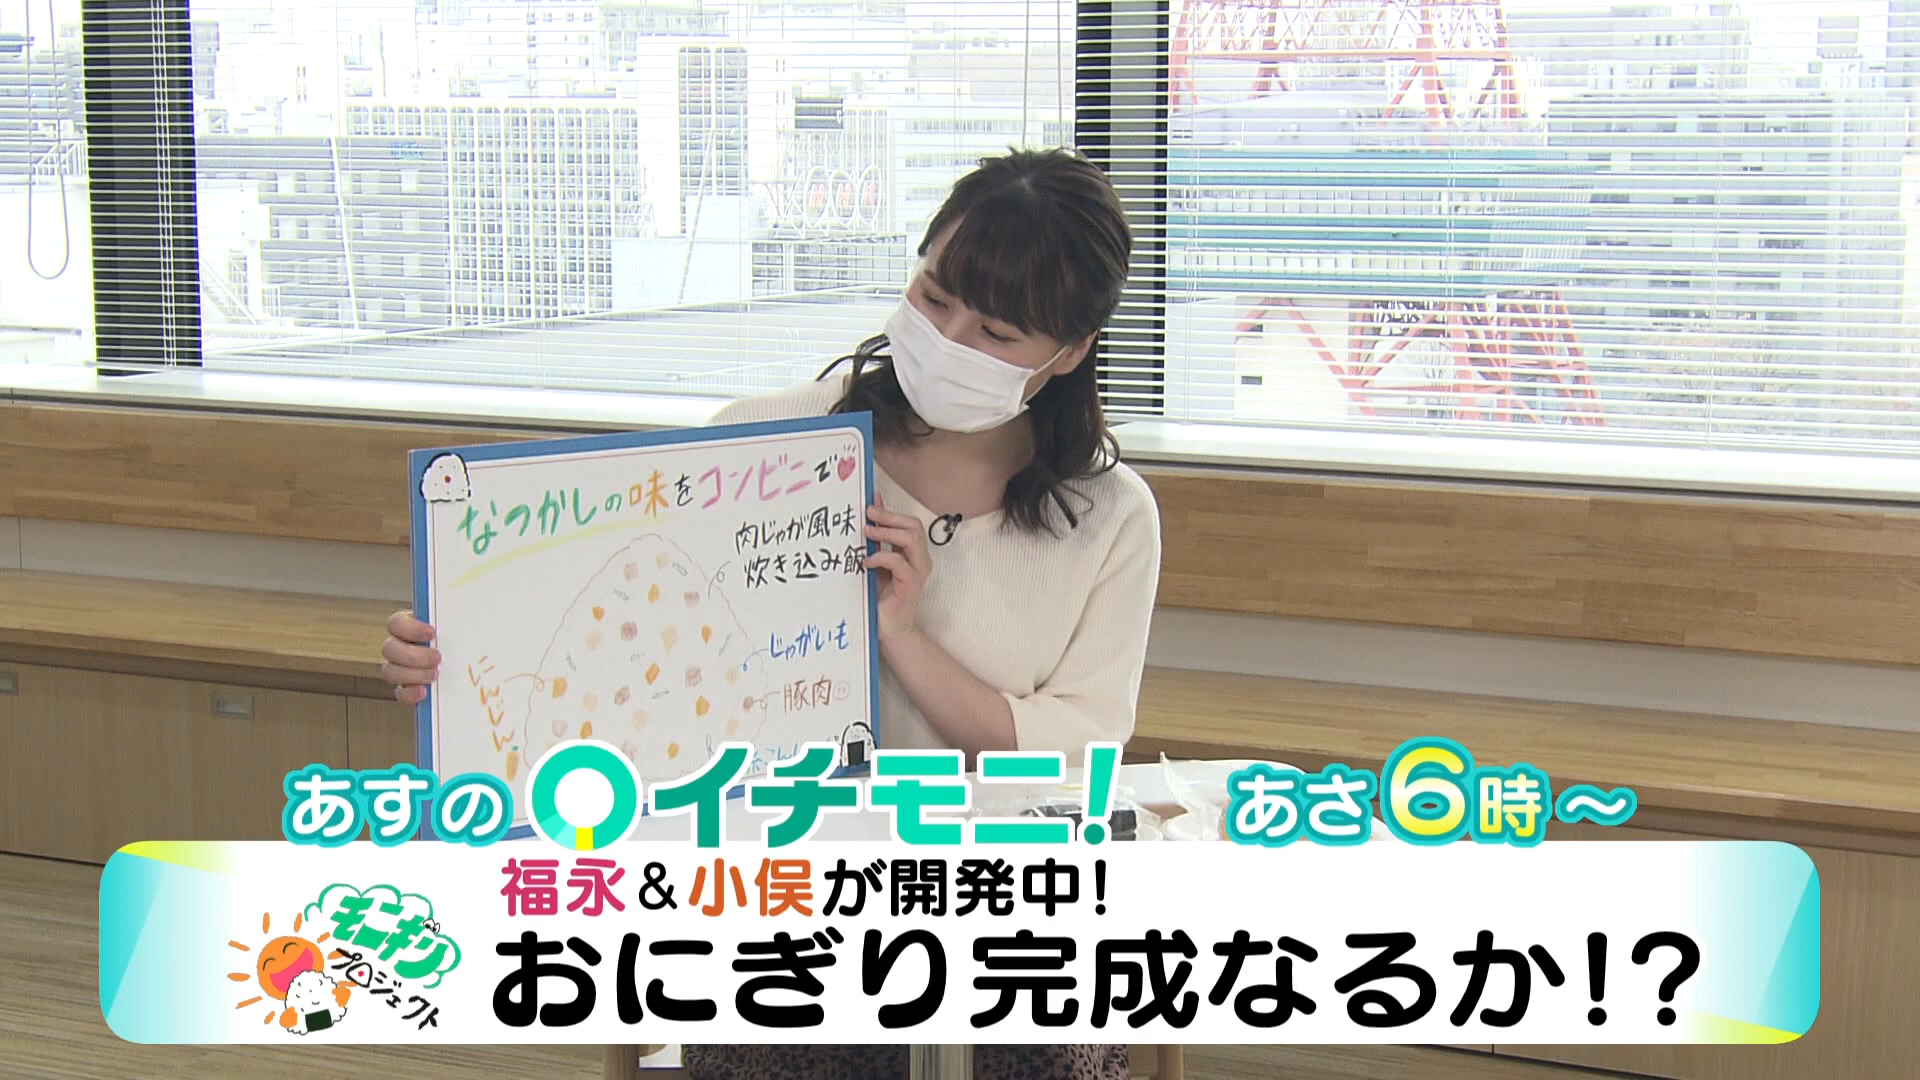 なつかしの味をコンビニで
肉じゃが風味
炊き込み飯
じゃがいも
にんじん
豚肉
あすの イチモニ! あさ6時～
福永&小俣が開発中!
おにぎり完成なるか!?
モニギリ
プロジェクト